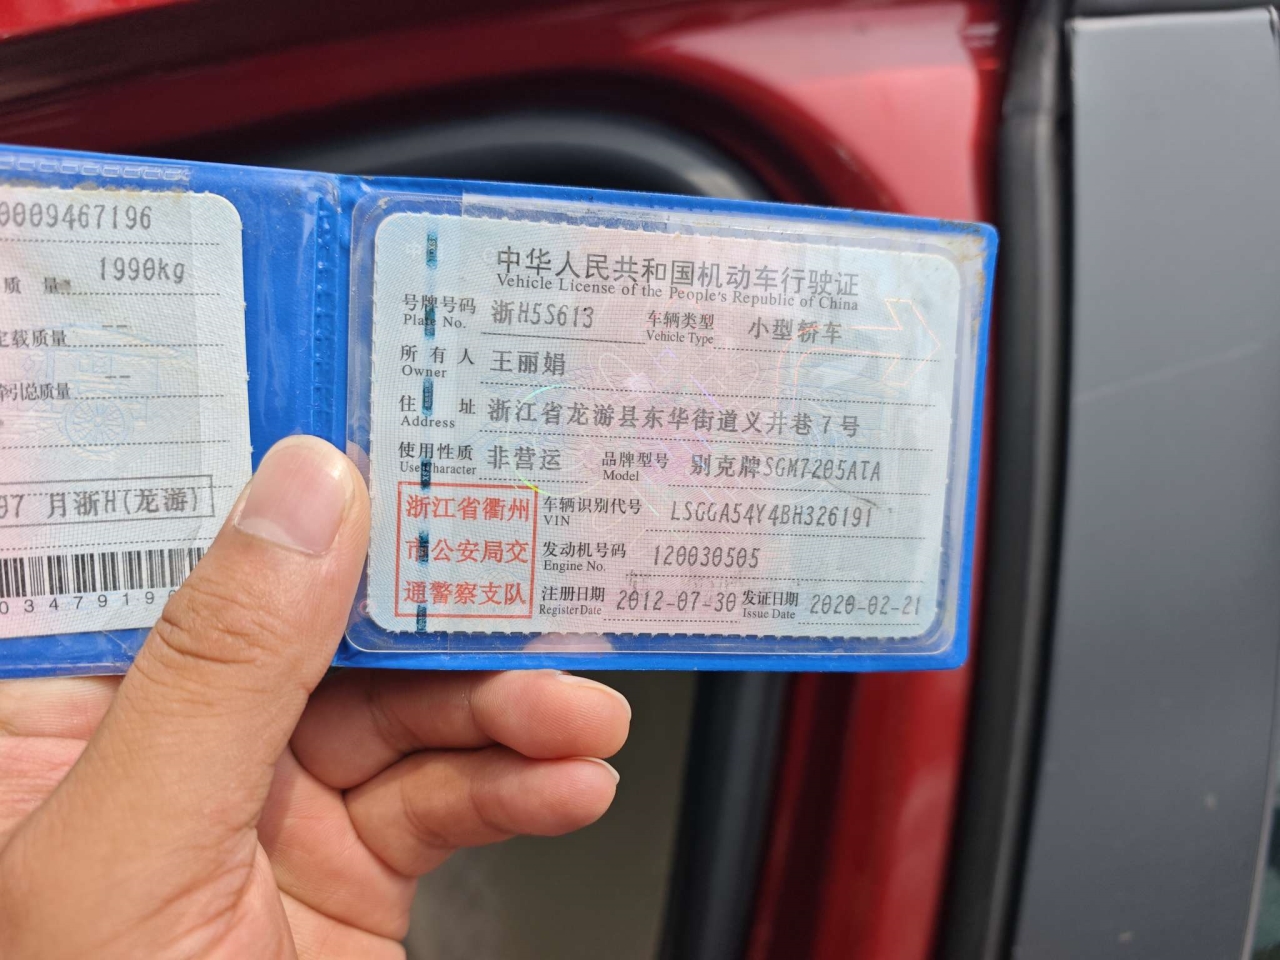 0009467196
质 量 1990kg
定载质量 --
牵引总质量 --
07 月浙H(龙游)
中华人民共和国机动车行驶证
Vehicle License of the People's Republic of China
号牌号码 浙H5S613 车辆类型 小型轿车
Plate No. Vehicle Type
所有人 王丽娟
Owner
住 址 浙江省龙游县东华街道义井巷7号
Address
使用性质 非营运 品牌型号 别克牌SGM7205ATA
Use Character Model
浙江省衢州
市公安局交
通警察支队
车辆识别代号 LSGGA54Y4BH326191
VIN
发动机号码 120030505
Engine No.
注册日期 2012-07-30 发证日期 2020-02-21
Register Date Issue Date